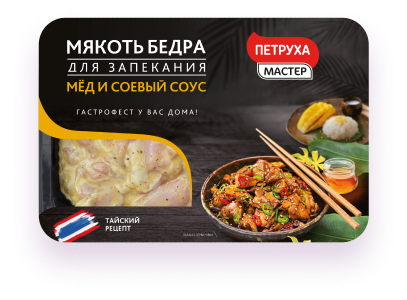 МЯКОТЬ БЕДРА
ДЛЯ ЗАПЕКАНИЯ
МЁД И СОЕВЫЙ СОУС
ГАСТРОФЕСТ У ВАС ДОМА!
ПЕТРУХА
МАСТЕР
ТАЙСКИЙ
РЕЦЕПТ